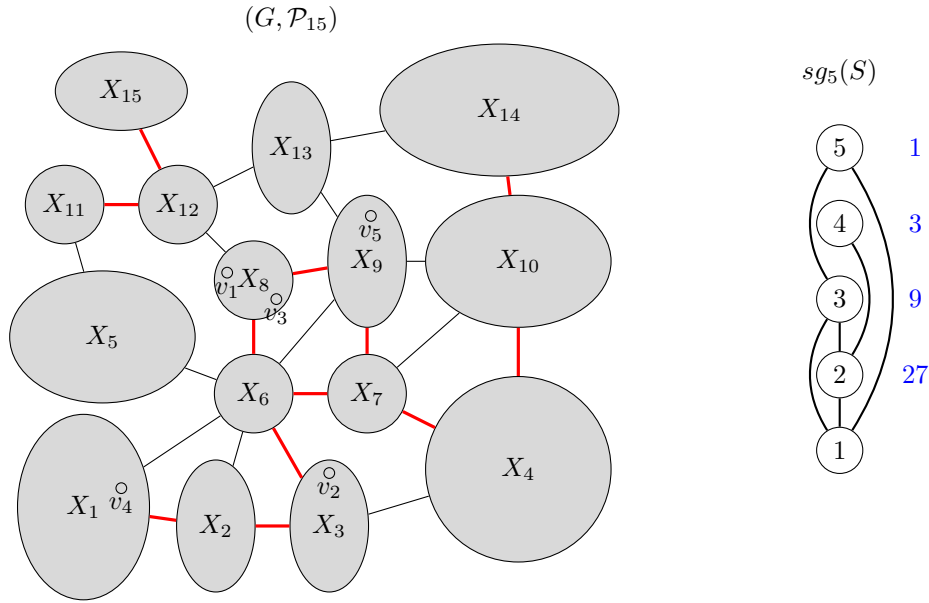 (G, 𝒫₁₅)
sg₅(S)
X₁₅
X₁₄
X₁₃
5 1
v₅
X₁₁
X₁₂
4 3
X₉
X₁₀
v₁
X₈
v₃
3 9
X₅
2 27
X₆
X₇
1
X₄
v₂
X₁
v₄
X₂
X₃